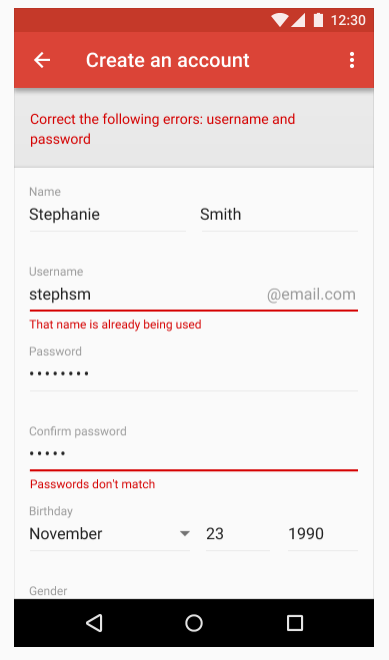 12:30
Create an account
Correct the following errors: username and
password
Name
Stephanie Smith
Username
stephsm @email.com
That name is already being used
Password
••••••••
Confirm password
•••••
Passwords don't match
Birthday
November 23 1990
Gender